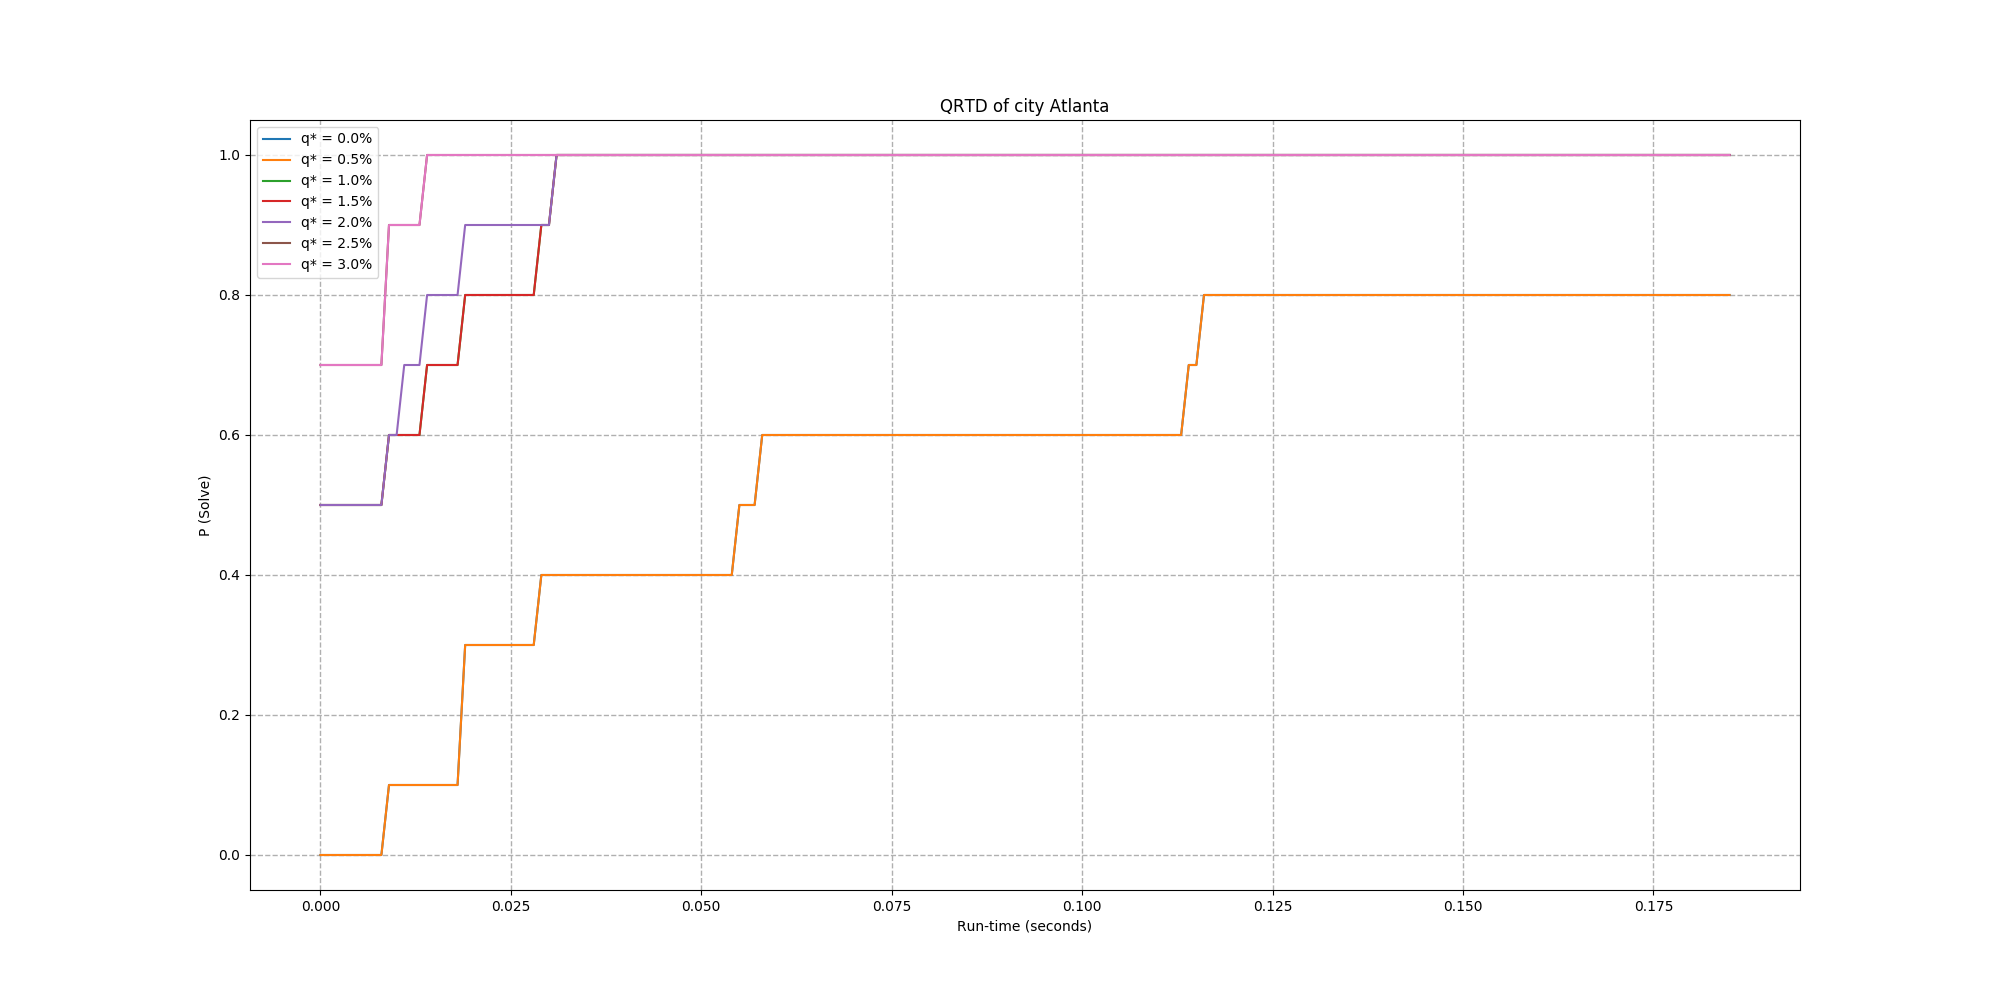 QRTD of city Atlanta
q* = 0.0%
q* = 0.5%
q* = 1.0%
q* = 1.5%
q* = 2.0%
q* = 2.5%
q* = 3.0%
1.0
0.8
0.6
0.4
0.2
0.0
P (Solve)
0.000 0.025 0.050 0.075 0.100 0.125 0.150 0.175
Run-time (seconds)